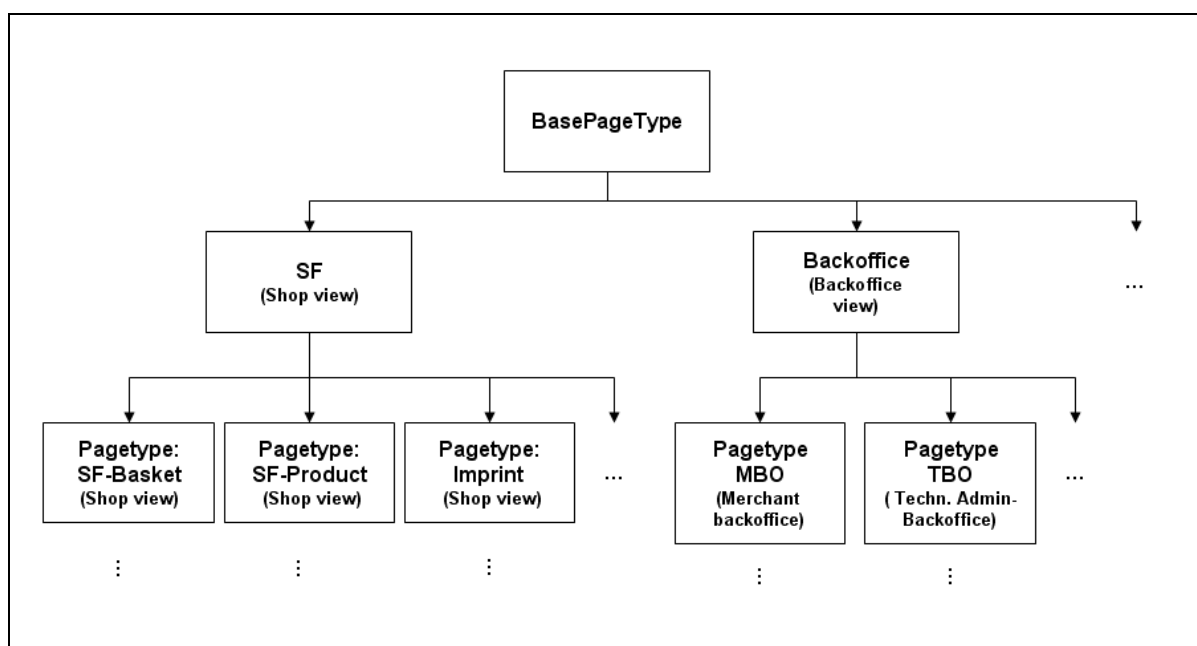 BasePageType
SF
(Shop view)
Backoffice
(Backoffice
view)
...
Pagetype:
SF-Basket
(Shop view)
Pagetype:
SF-Product
(Shop view)
Pagetype:
Imprint
(Shop view)
...
Pagetype
MBO
(Merchant
backoffice)
Pagetype
TBO
( Techn. Admin-
Backoffice)
...